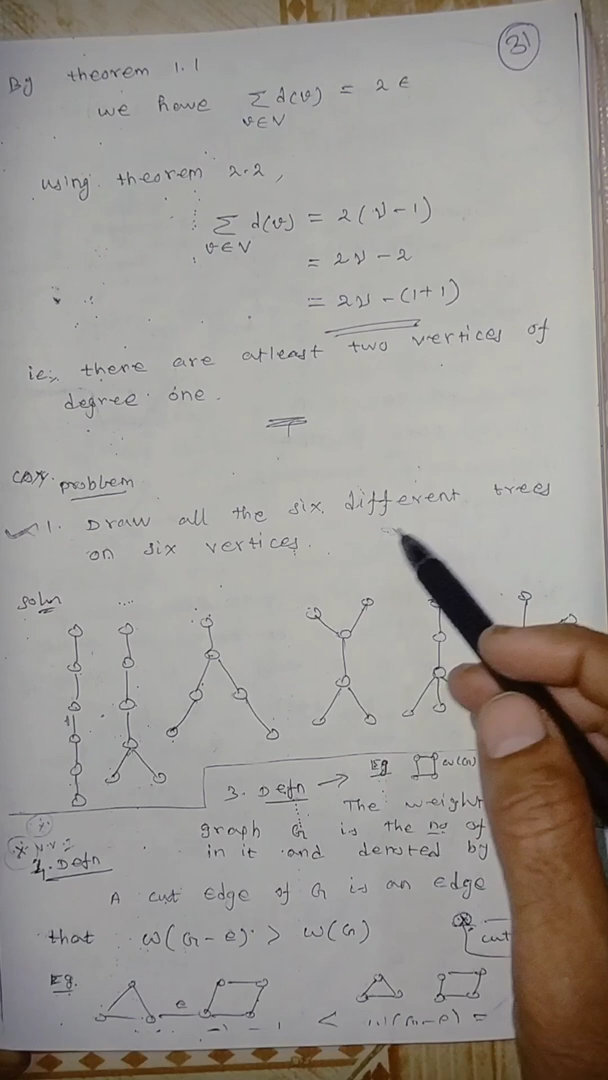 31
By theorem 1.1
we have Σ d(v) = 2ε
v∈V
using theorem 2.2,
Σ d(v) = 2(ν-1)
v∈V
= 2ν - 2
= 2ν - (1+1)
ie; there are atleast two vertices of
degree one.
problem
1. Draw all the six different trees
on six vertices.
soln
3. Defn → Eg ω(G)
The weight
graph G is the no of
in it and denoted by
2. Defn
A cut edge of G is an edge
that ω(G-e) > ω(G)
cut
Eg.
e